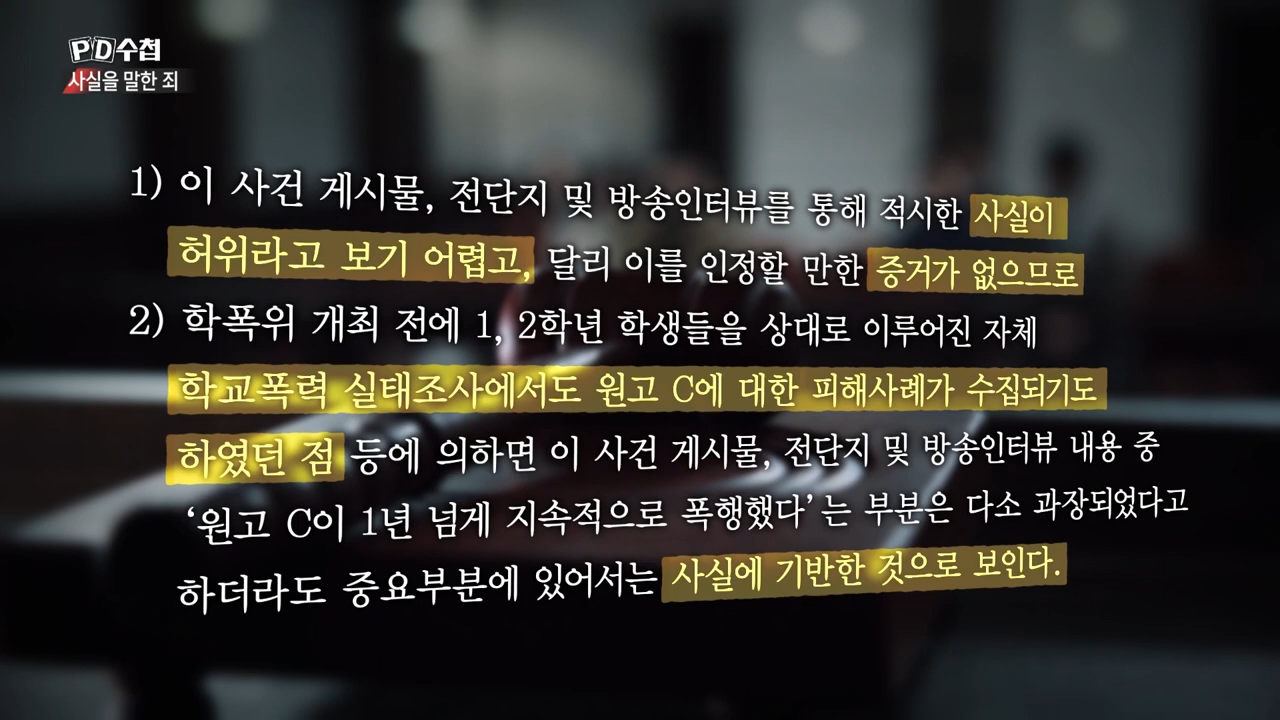 PD수첩
사실을 말한 죄
1) 이 사건 게시물, 전단지 및 방송인터뷰를 통해 적시한 사실이
허위라고 보기 어렵고, 달리 이를 인정할 만한 증거가 없으므로
2) 학폭위 개최 전에 1, 2학년 학생들을 상대로 이루어진 자체
학교폭력 실태조사에서도 원고 C에 대한 피해사례가 수집되기도
하였던 점 등에 의하면 이 사건 게시물, 전단지 및 방송인터뷰 내용 중
‘원고 C이 1년 넘게 지속적으로 폭행했다’는 부분은 다소 과장되었다고
하더라도 중요부분에 있어서는 사실에 기반한 것으로 보인다.